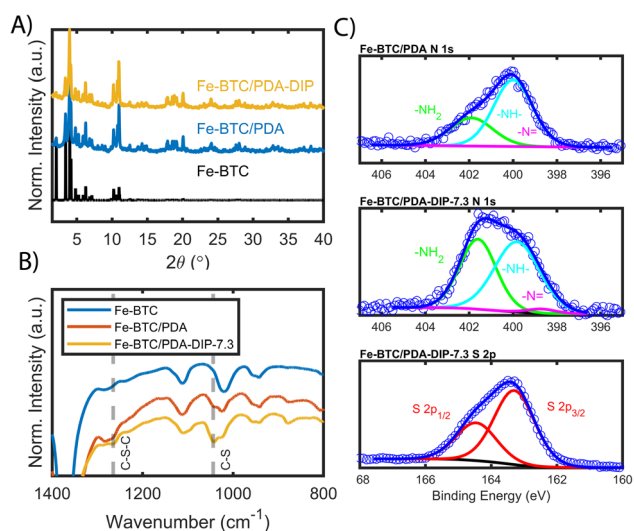 A)
Norm. Intensity (a.u.)
Fe-BTC/PDA-DIP
Fe-BTC/PDA
Fe-BTC
5 10 15 20 25 30 35 40
2θ (°)
B)
Norm. Intensity (a.u.)
Fe-BTC
Fe-BTC/PDA
Fe-BTC/PDA-DIP-7.3
C-S-C
C-S
1400 1200 1000 800
Wavenumber (cm⁻¹)
C)
Fe-BTC/PDA N 1s
-NH₂
-NH-
-N=
406 404 402 400 398 396
Fe-BTC/PDA-DIP-7.3 N 1s
-NH₂
-NH-
-N=
406 404 402 400 398 396
Fe-BTC/PDA-DIP-7.3 S 2p
S 2p₁/₂
S 2p₃/₂
68 166 164 162 160
Binding Energy (eV)